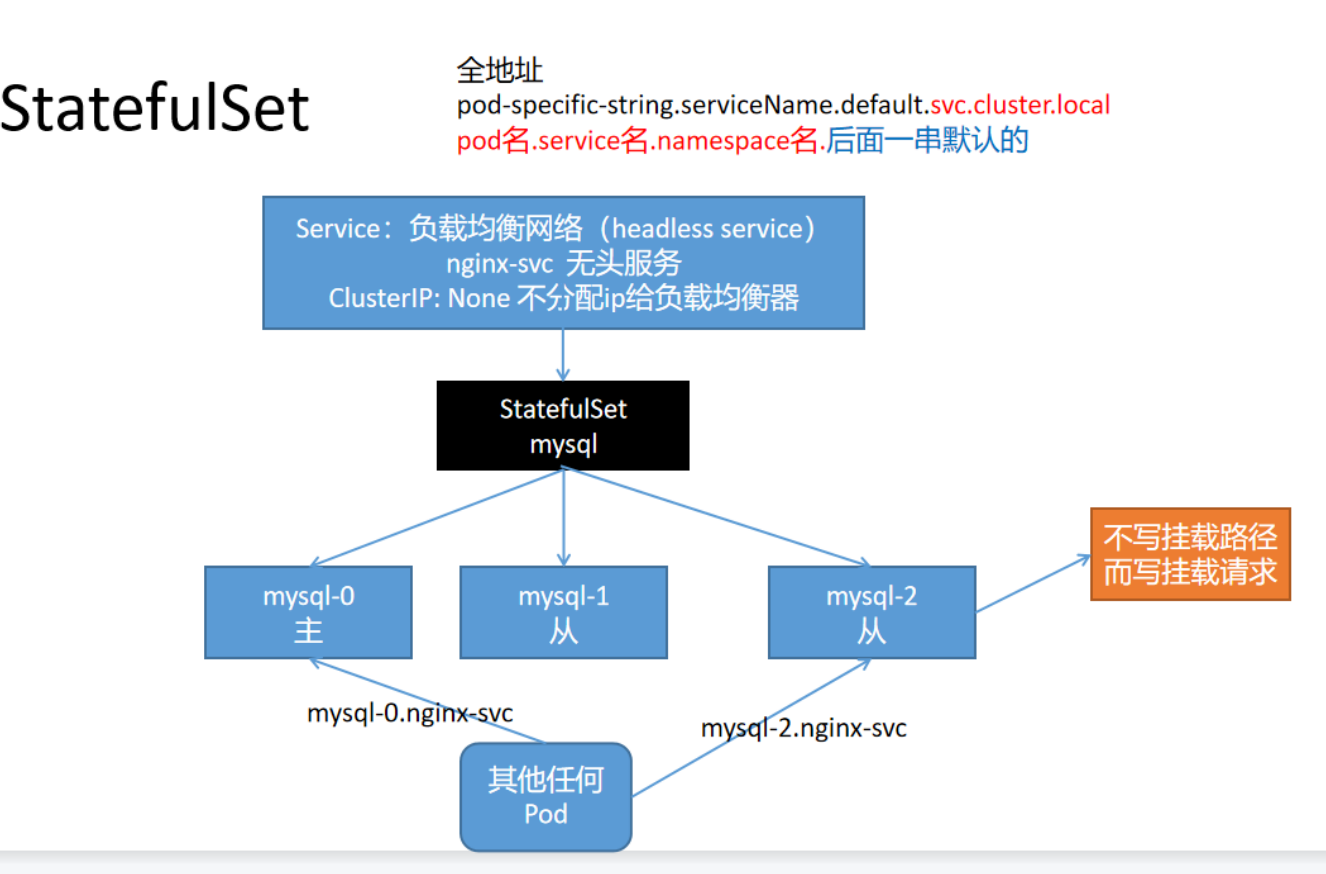 StatefulSet
全地址
pod-specific-string.serviceName.default.svc.cluster.local
pod名.service名.namespace名.后面一串默认的
Service：负载均衡网络（headless service）
nginx-svc 无头服务
ClusterIP: None 不分配ip给负载均衡器
StatefulSet
mysql
不写挂载路径
而写挂载请求
mysql-0
主
mysql-1
从
mysql-2
从
mysql-0.nginx-svc
mysql-2.nginx-svc
其他任何
Pod